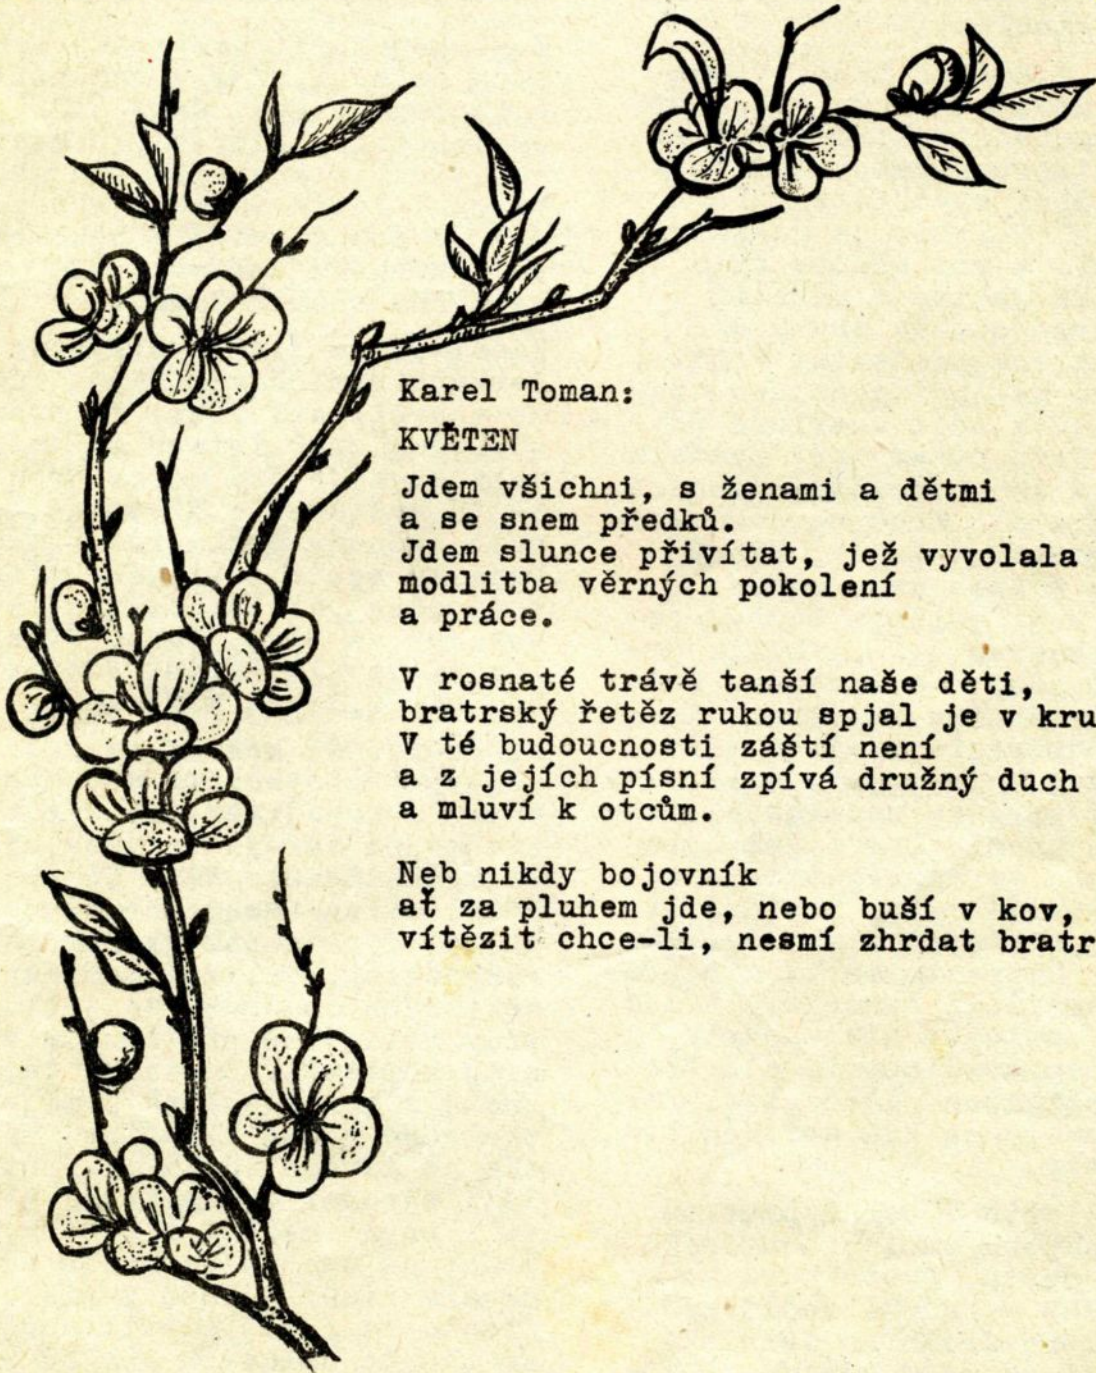 Karel Toman:
KVĚTEN
Jdem všichni, s ženami a dětmi
a se snem předků.
Jdem slunce přivítat, jež vyvolala
modlitba věrných pokolení
a práce.

V rosnaté trávě tanší naše děti,
bratrský řetěz rukou spjal je v kru
V té budoucnosti záští není
a z jejích písní zpívá družný duch
a mluví k otcům.

Neb nikdy bojovník
ať za pluhem jde, nebo buší v kov,
vítězit chce-li, nesmí zhrdat bratr